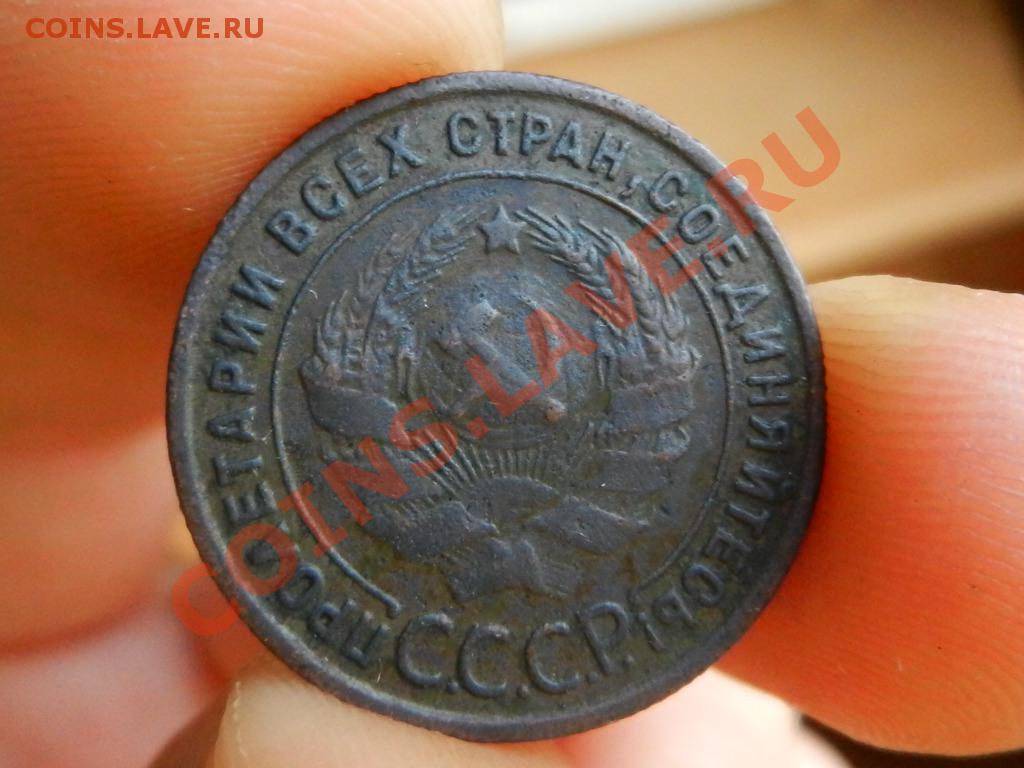 COINS.LAVE.RU
ПРОЛЕТАРИИ ВСЕХ СТРАН, СОЕДИНЯЙТЕСЬ!
С.С.С.Р.
COINS.LAVE.RU